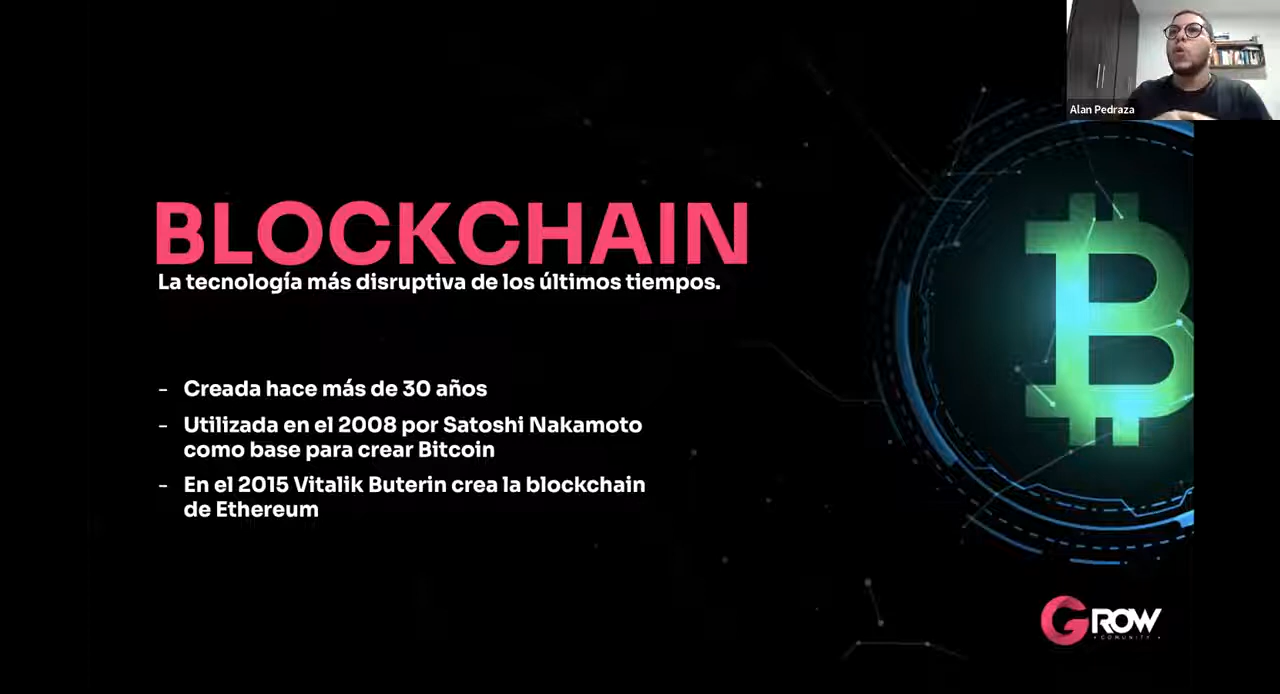 Alan Pedraza
BLOCKCHAIN
La tecnología más disruptiva de los últimos tiempos.
- Creada hace más de 30 años
- Utilizada en el 2008 por Satoshi Nakamoto
como base para crear Bitcoin
- En el 2015 Vitalik Buterin crea la blockchain
de Ethereum
GROW
COMUNITY